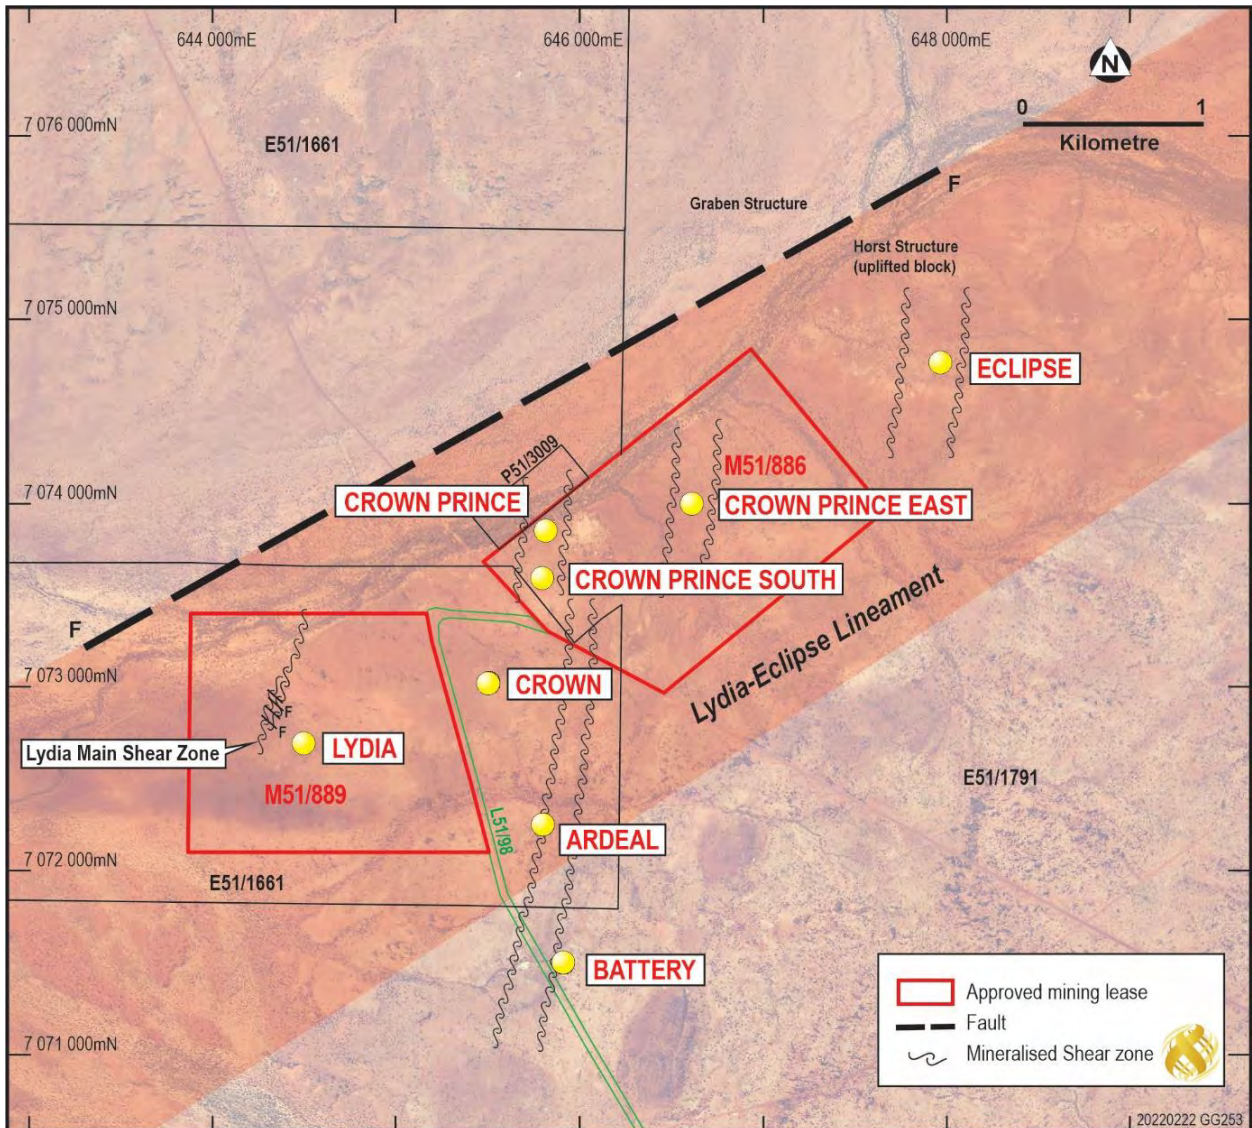 644 000mE
646 000mE
648 000mE
N
0 1
Kilometre
7 076 000mN
E51/1661
F
Graben Structure
Horst Structure
(uplifted block)
7 075 000mN
ECLIPSE
P51/3009
M51/886
7 074 000mN
CROWN PRINCE
CROWN PRINCE EAST
CROWN PRINCE SOUTH
Lydia-Eclipse Lineament
F
7 073 000mN
CROWN
F
F
Lydia Main Shear Zone
LYDIA
M51/889
E51/1791
L51/98
ARDEAL
7 072 000mN
E51/1661
BATTERY
7 071 000mN
Approved mining lease
Fault
Mineralised Shear zone
20220222 GG253